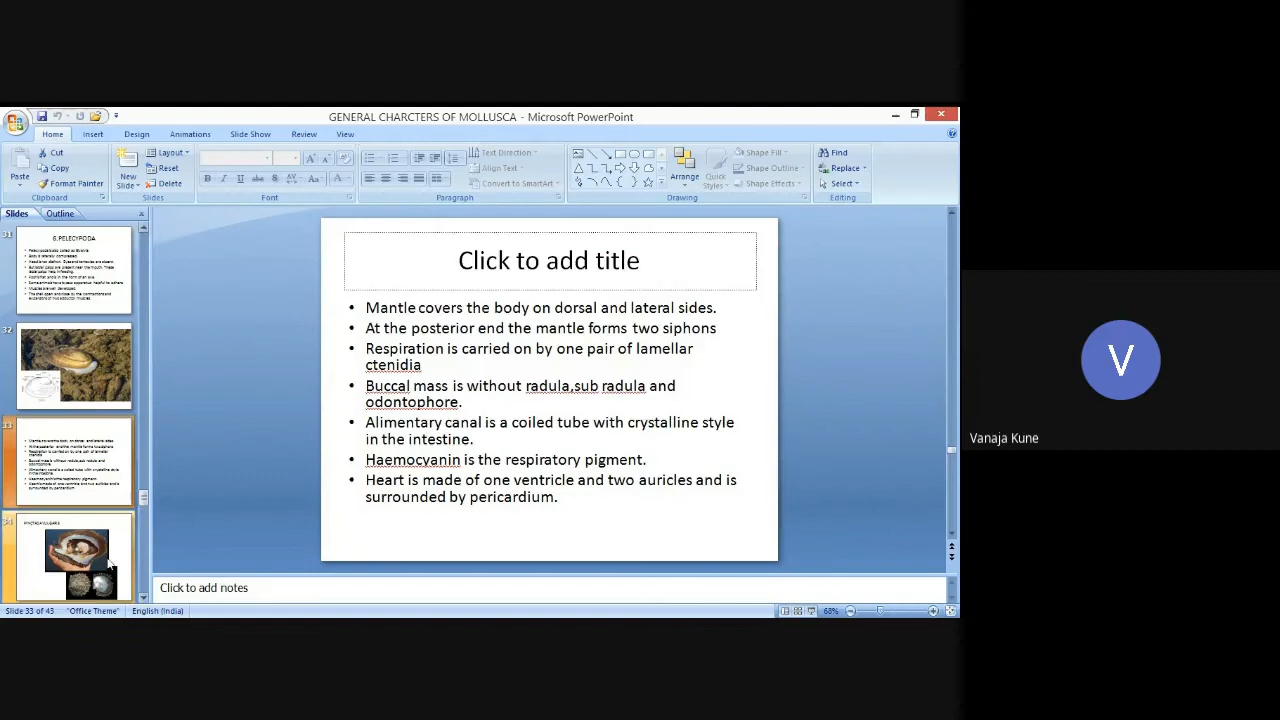 GENERAL CHARCTERS OF MOLLUSCA - Microsoft PowerPoint
Home Insert Design Animations Slide Show Review View
Paste
Cut
Copy
Format Painter
Clipboard
New
Slide
Layout
Reset
Delete
Slides
Font
Text Direction
Align Text
Convert to SmartArt
Paragraph
Arrange
Quick
Styles
Shape Fill
Shape Outline
Shape Effects
Drawing
Find
Replace
Select
Editing
Slides Outline
31
6.PELECYPODA
32
33
34
Click to add title
• Mantle covers the body on dorsal and lateral sides.
• At the posterior end the mantle forms two siphons
• Respiration is carried on by one pair of lamellar
ctenidia
• Buccal mass is without radula,sub radula and
odontophore.
• Alimentary canal is a coiled tube with crystalline style
in the intestine.
• Haemocyanin is the respiratory pigment.
• Heart is made of one ventricle and two auricles and is
surrounded by pericardium.
Click to add notes
Slide 33 of 43 "Office Theme" English (India)
68%
V
Vanaja Kune